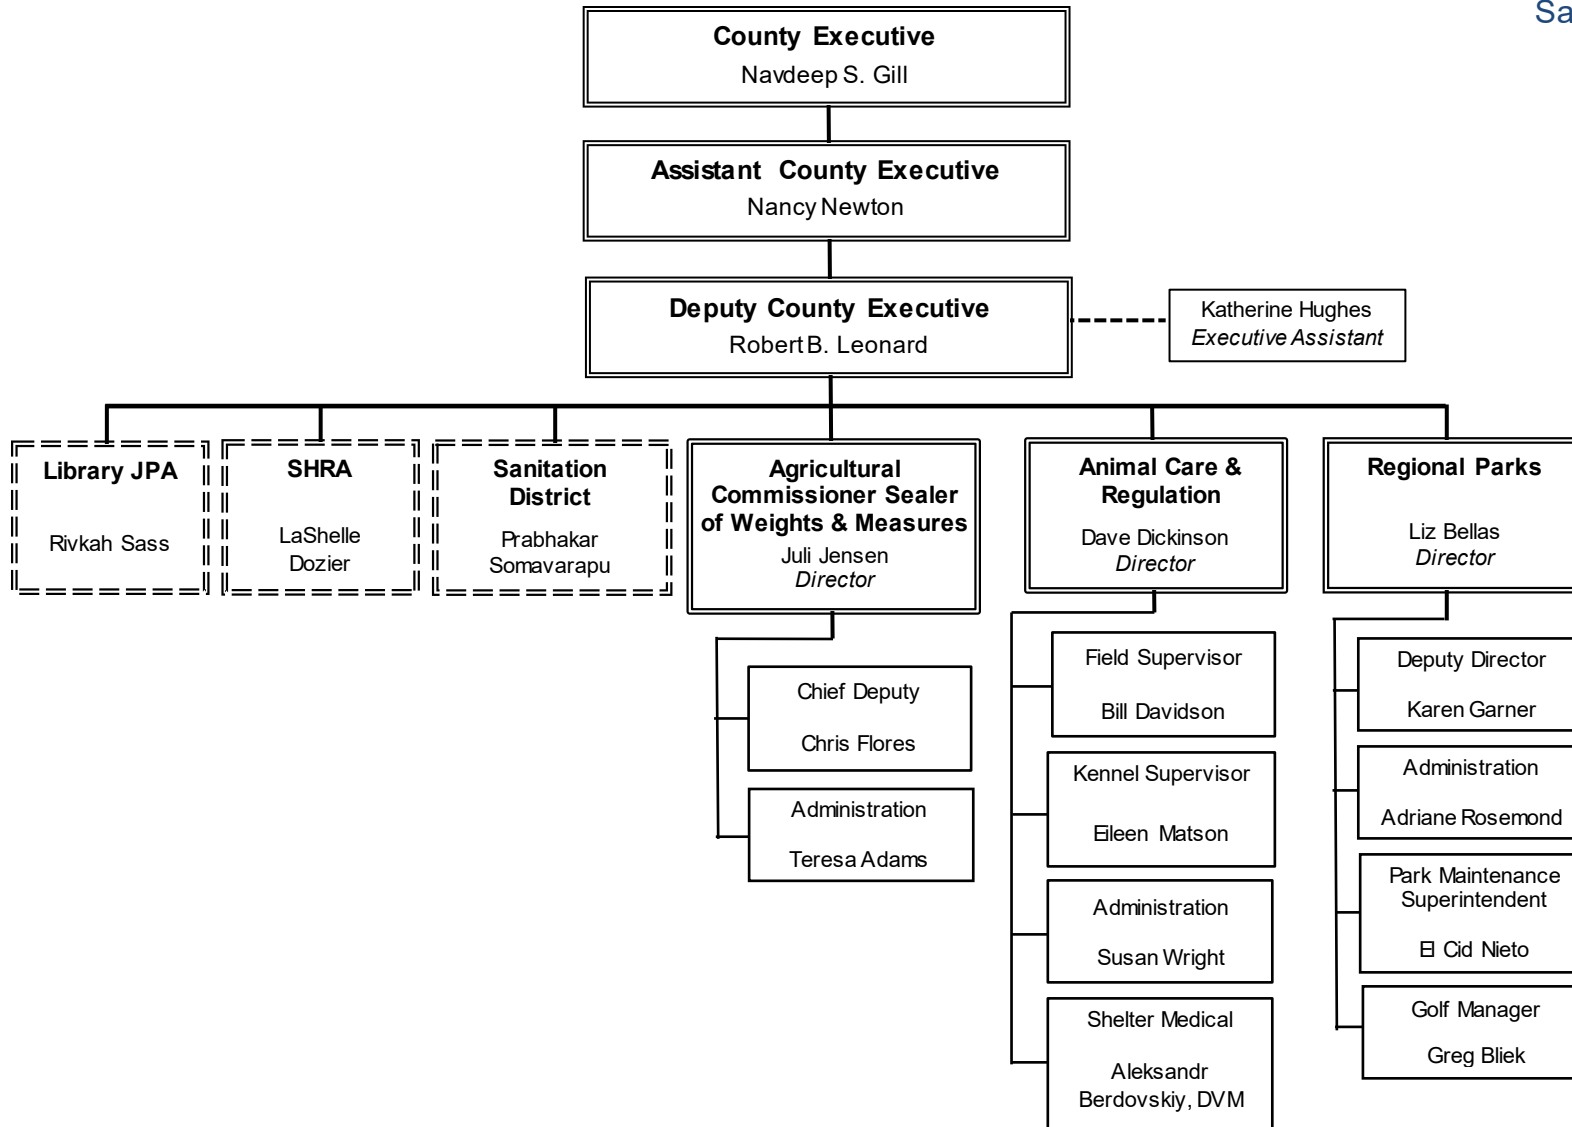 Sa
County Executive
Navdeep S. Gill
Assistant County Executive
Nancy Newton
Deputy County Executive
Robert B. Leonard
Katherine Hughes
Executive Assistant
Library JPA
Rivkah Sass
SHRA
LaShelle
Dozier
Sanitation
District
Prabhakar
Somavarapu
Agricultural
Commissioner Sealer
of Weights & Measures
Juli Jensen
Director
Animal Care &
Regulation
Dave Dickinson
Director
Regional Parks
Liz Bellas
Director
Chief Deputy
Chris Flores
Administration
Teresa Adams
Field Supervisor
Bill Davidson
Kennel Supervisor
Eileen Matson
Administration
Susan Wright
Shelter Medical
Aleksandr
Berdovskiy, DVM
Deputy Director
Karen Garner
Administration
Adriane Rosemond
Park Maintenance
Superintendent
El Cid Nieto
Golf Manager
Greg Bliek